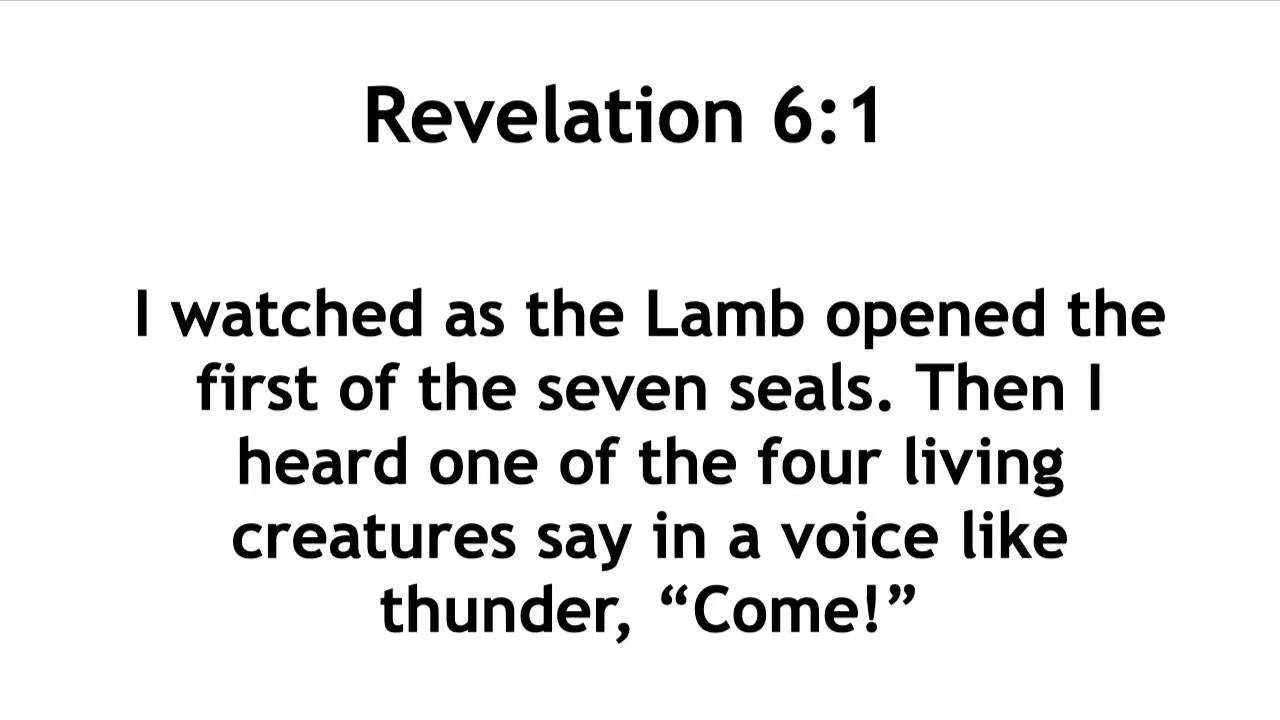 Revelation 6:1
I watched as the Lamb opened the
first of the seven seals. Then I
heard one of the four living
creatures say in a voice like
thunder, “Come!”